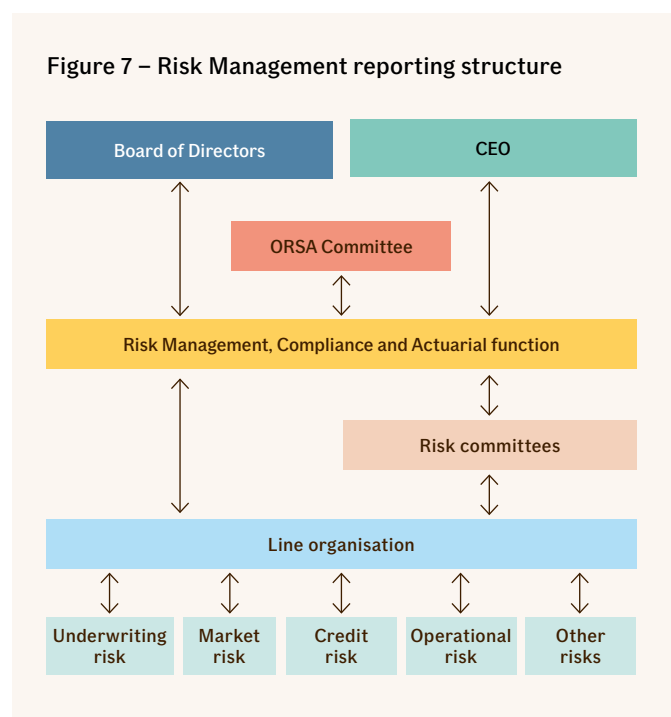 Figure 7 – Risk Management reporting structure
Board of Directors
CEO
ORSA Committee
Risk Management, Compliance and Actuarial function
Risk committees
Line organisation
Underwriting
risk
Market
risk
Credit
risk
Operational
risk
Other
risks